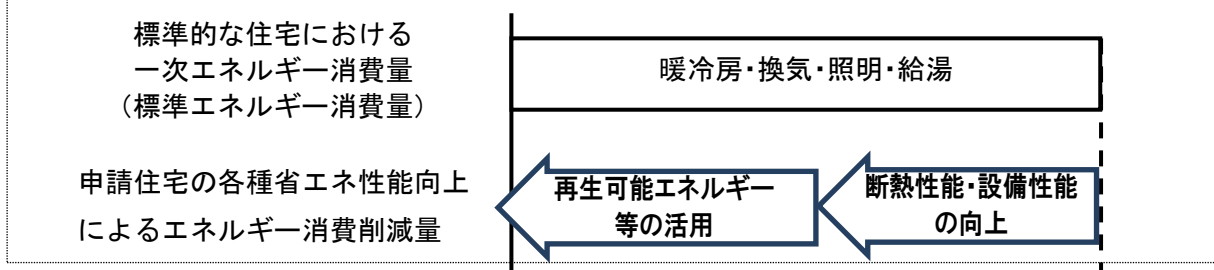 標準的な住宅における
一次エネルギー消費量
（標準エネルギー消費量）
暖冷房・換気・照明・給湯
申請住宅の各種省エネ性能向上
によるエネルギー消費削減量
再生可能エネルギー
等の活用
断熱性能・設備性能
の向上